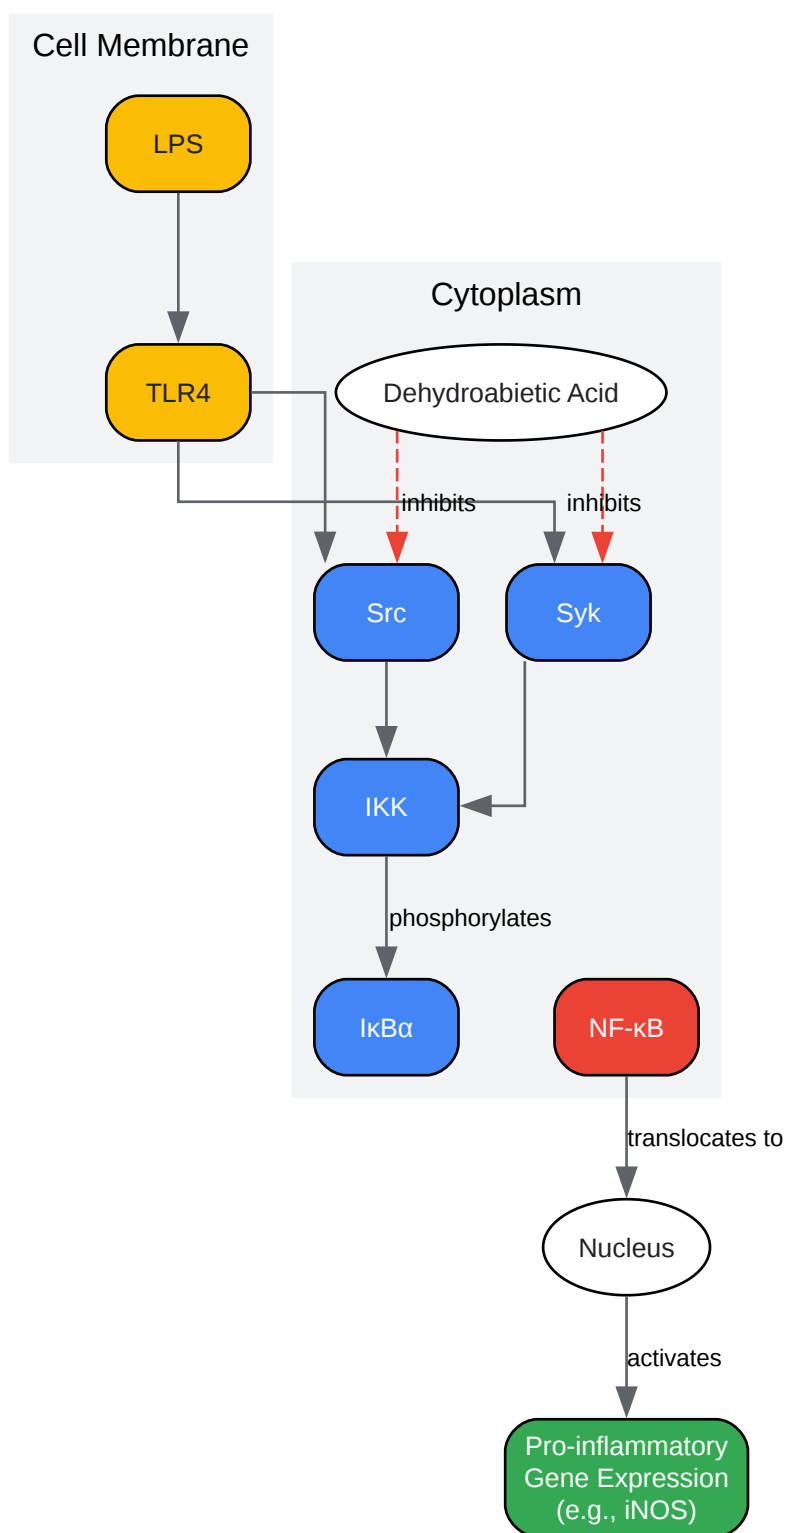 Cell Membrane
LPS
Cytoplasm
TLR4
Dehydroabietic Acid
inhibits
inhibits
Src
Syk
IKK
phosphorylates
IκBα
NF-κB
translocates to
Nucleus
activates
Pro-inflammatory
Gene Expression
(e.g., iNOS)